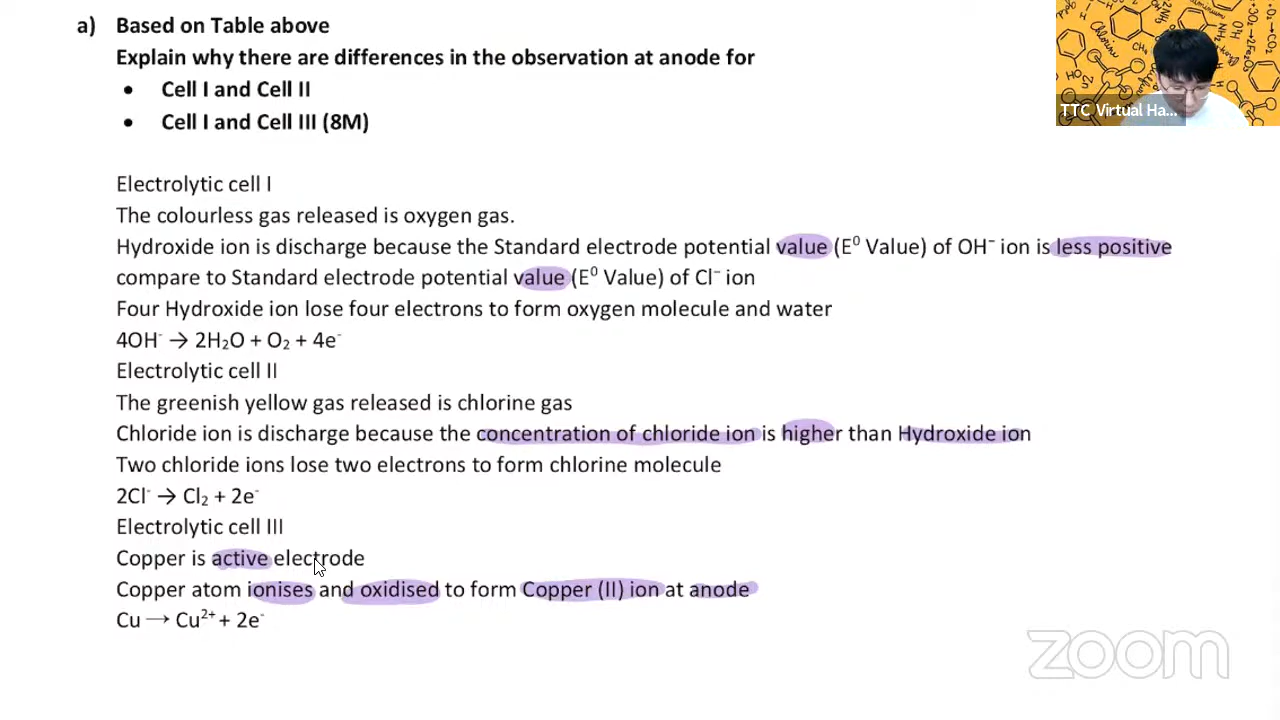 a) Based on Table above
Explain why there are differences in the observation at anode for
• Cell I and Cell II
• Cell I and Cell III (8M)
TTC Virtual Ha...
Electrolytic cell I
The colourless gas released is oxygen gas.
Hydroxide ion is discharge because the Standard electrode potential value (E⁰ Value) of OH⁻ ion is less positive
compare to Standard electrode potential value (E⁰ Value) of Cl⁻ ion
Four Hydroxide ion lose four electrons to form oxygen molecule and water
4OH⁻ → 2H₂O + O₂ + 4e⁻
Electrolytic cell II
The greenish yellow gas released is chlorine gas
Chloride ion is discharge because the concentration of chloride ion is higher than Hydroxide ion
Two chloride ions lose two electrons to form chlorine molecule
2Cl⁻ → Cl₂ + 2e⁻
Electrolytic cell III
Copper is active electrode
Copper atom ionises and oxidised to form Copper (II) ion at anode
Cu → Cu²⁺ + 2e⁻
zoom